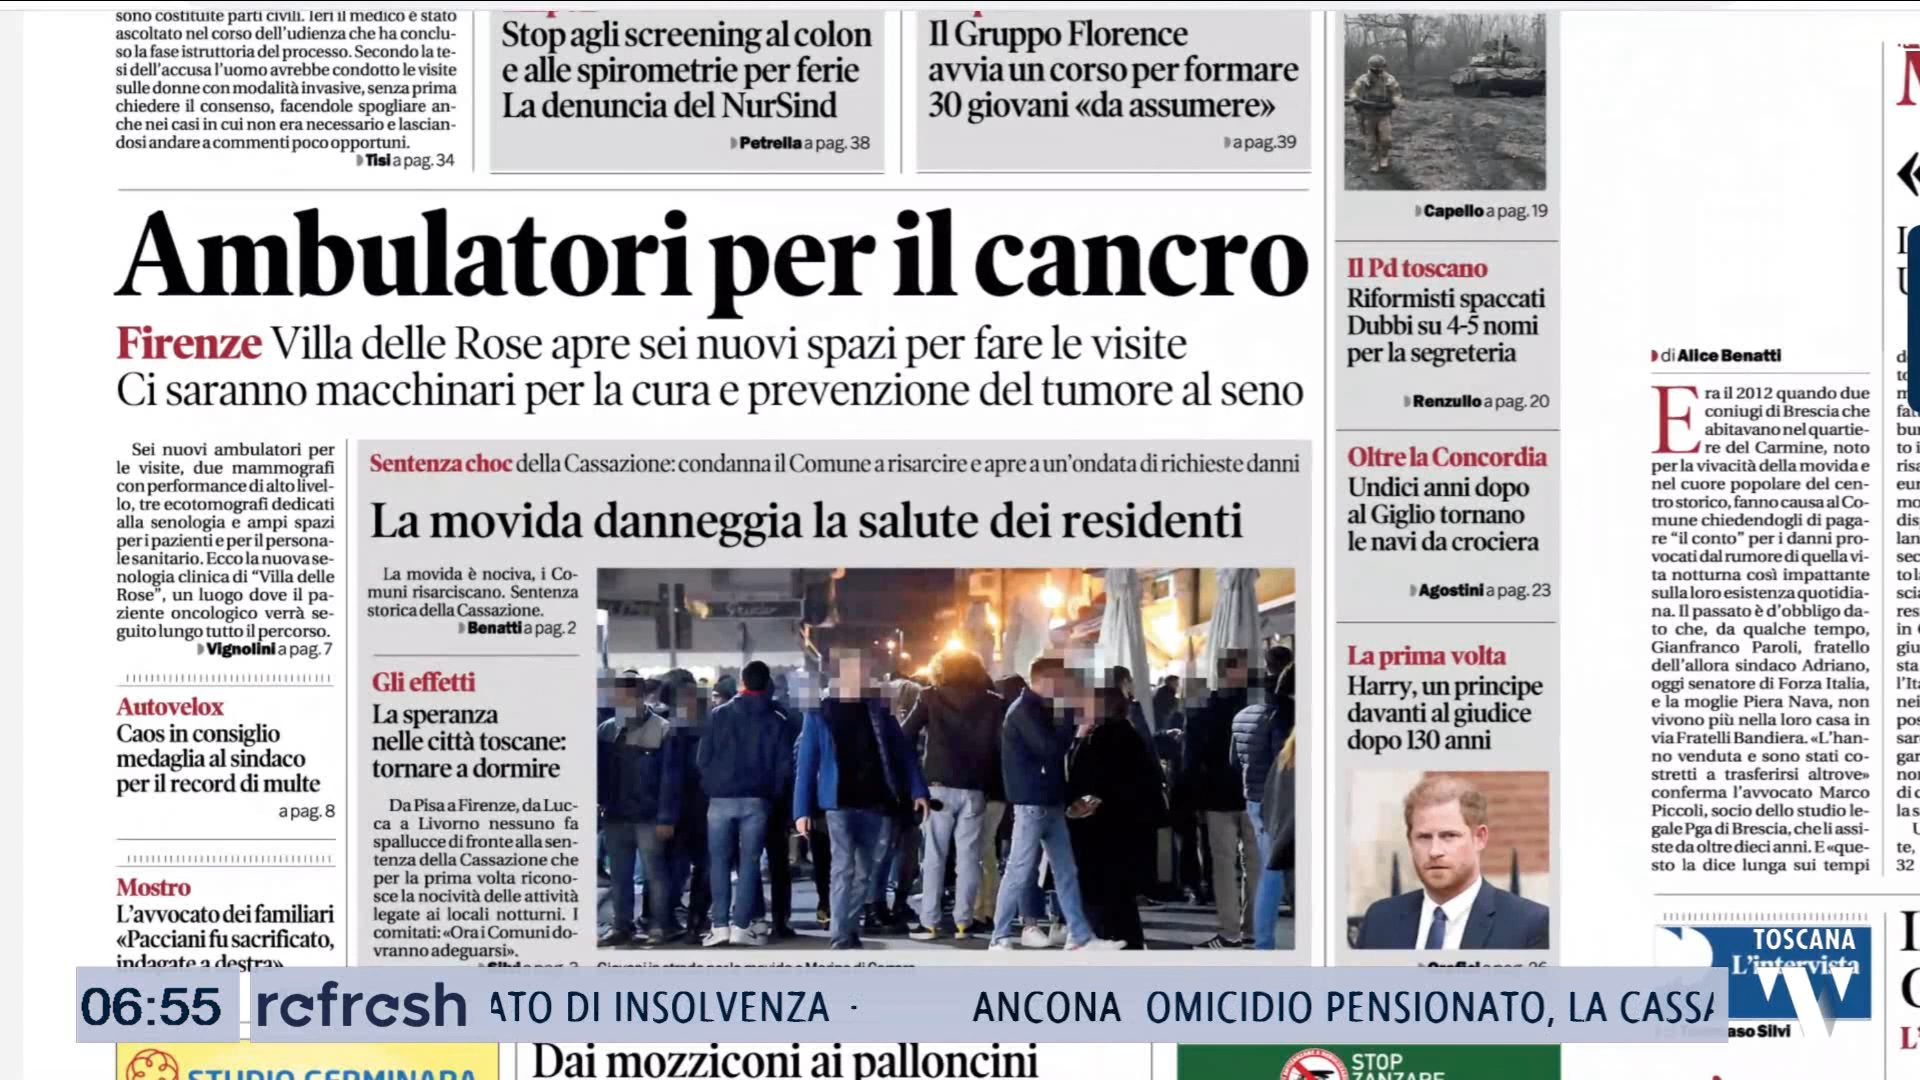 sono costituite parti civili. Ieri il medico è stato
ascoltato nel corso dell'udienza che ha conclu-
so la fase istruttoria del processo. Secondo la te-
si dell'accusa l'uomo avrebbe condotto le visite
sulle donne con modalità invasive, senza prima
chiedere il consenso, facendole spogliare an-
che nei casi in cui non era necessario e lascian-
dosi andare a commenti poco opportuni.
Tisi a pag. 34
Stop agli screening al colon
e alle spirometrie per ferie
La denuncia del NurSind
Petrella a pag. 38
Il Gruppo Florence
avvia un corso per formare
30 giovani «da assumere»
a pag. 39
Capello a pag. 19
Ambulatori per il cancro
Firenze Villa delle Rose apre sei nuovi spazi per fare le visite
Ci saranno macchinari per la cura e prevenzione del tumore al seno
Sei nuovi ambulatori per
le visite, due mammografi
con performance di alto livel-
lo, tre ecotomografi dedicati
alla senologia e ampi spazi
per i pazienti e per il persona-
le sanitario. Ecco la nuova se-
nologia clinica di "Villa delle
Rose", un luogo dove il pa-
ziente oncologico verrà se-
guito lungo tutto il percorso.
Vignolini a pag. 7
Autovelox
Caos in consiglio
medaglia al sindaco
per il record di multe
a pag. 8
Mostro
L'avvocato dei familiari
«Pacciani fu sacrificato,
indagate a destra»
Sentenza choc della Cassazione: condanna il Comune a risarcire e apre a un'ondata di richieste danni
La movida danneggia la salute dei residenti
La movida è nociva, i Co-
muni risarciscano. Sentenza
storica della Cassazione.
Benatti a pag. 2
Gli effetti
La speranza
nelle città toscane:
tornare a dormire
Da Pisa a Firenze, da Luc-
ca a Livorno nessuno fa
spallucce di fronte alla sen-
tenza della Cassazione che
per la prima volta ricono-
sce la nocività delle attività
legate ai locali notturni. I
comitati: «Ora i Comuni do-
vranno adeguarsi».
Il Pd toscano
Riformisti spaccati
Dubbi su 4-5 nomi
per la segreteria
Renzullo a pag. 20
Oltre la Concordia
Undici anni dopo
al Giglio tornano
le navi da crociera
Agostini a pag. 23
La prima volta
Harry, un principe
davanti al giudice
dopo 130 anni
di Alice Benatti
Era il 2012 quando due
coniugi di Brescia che
abitavano nel quartie-
re del Carmine, noto
per la vivacità della movida e
nel cuore popolare del cen-
tro storico, fanno causa al Co-
mune chiedendogli di paga-
re "il conto" per i danni pro-
vocati dal rumore di quella vi-
ta notturna così impattante
sulla loro esistenza quotidia-
na. Il passato è d'obbligo da-
to che, da qualche tempo,
Gianfranco Paroli, fratello
dell'allora sindaco Adriano,
oggi senatore di Forza Italia,
e la moglie Piera Nava, non
vivono più nella loro casa in
via Fratelli Bandiera. «L'han-
no venduta e sono stati co-
stretti a trasferirsi altrove»
conferma l'avvocato Marco
Piccoli, socio dello studio le-
gale Pga di Brescia, che li assi-
ste da oltre dieci anni. E «que-
sto la dice lunga sui tempi
TOSCANA
L'intervista
06:55 refresh ATO DI INSOLVENZA · ANCONA OMICIDIO PENSIONATO, LA CASSA
Dai mozziconi ai palloncini
STUDIO GERMINARA
STOP
ZANZARE